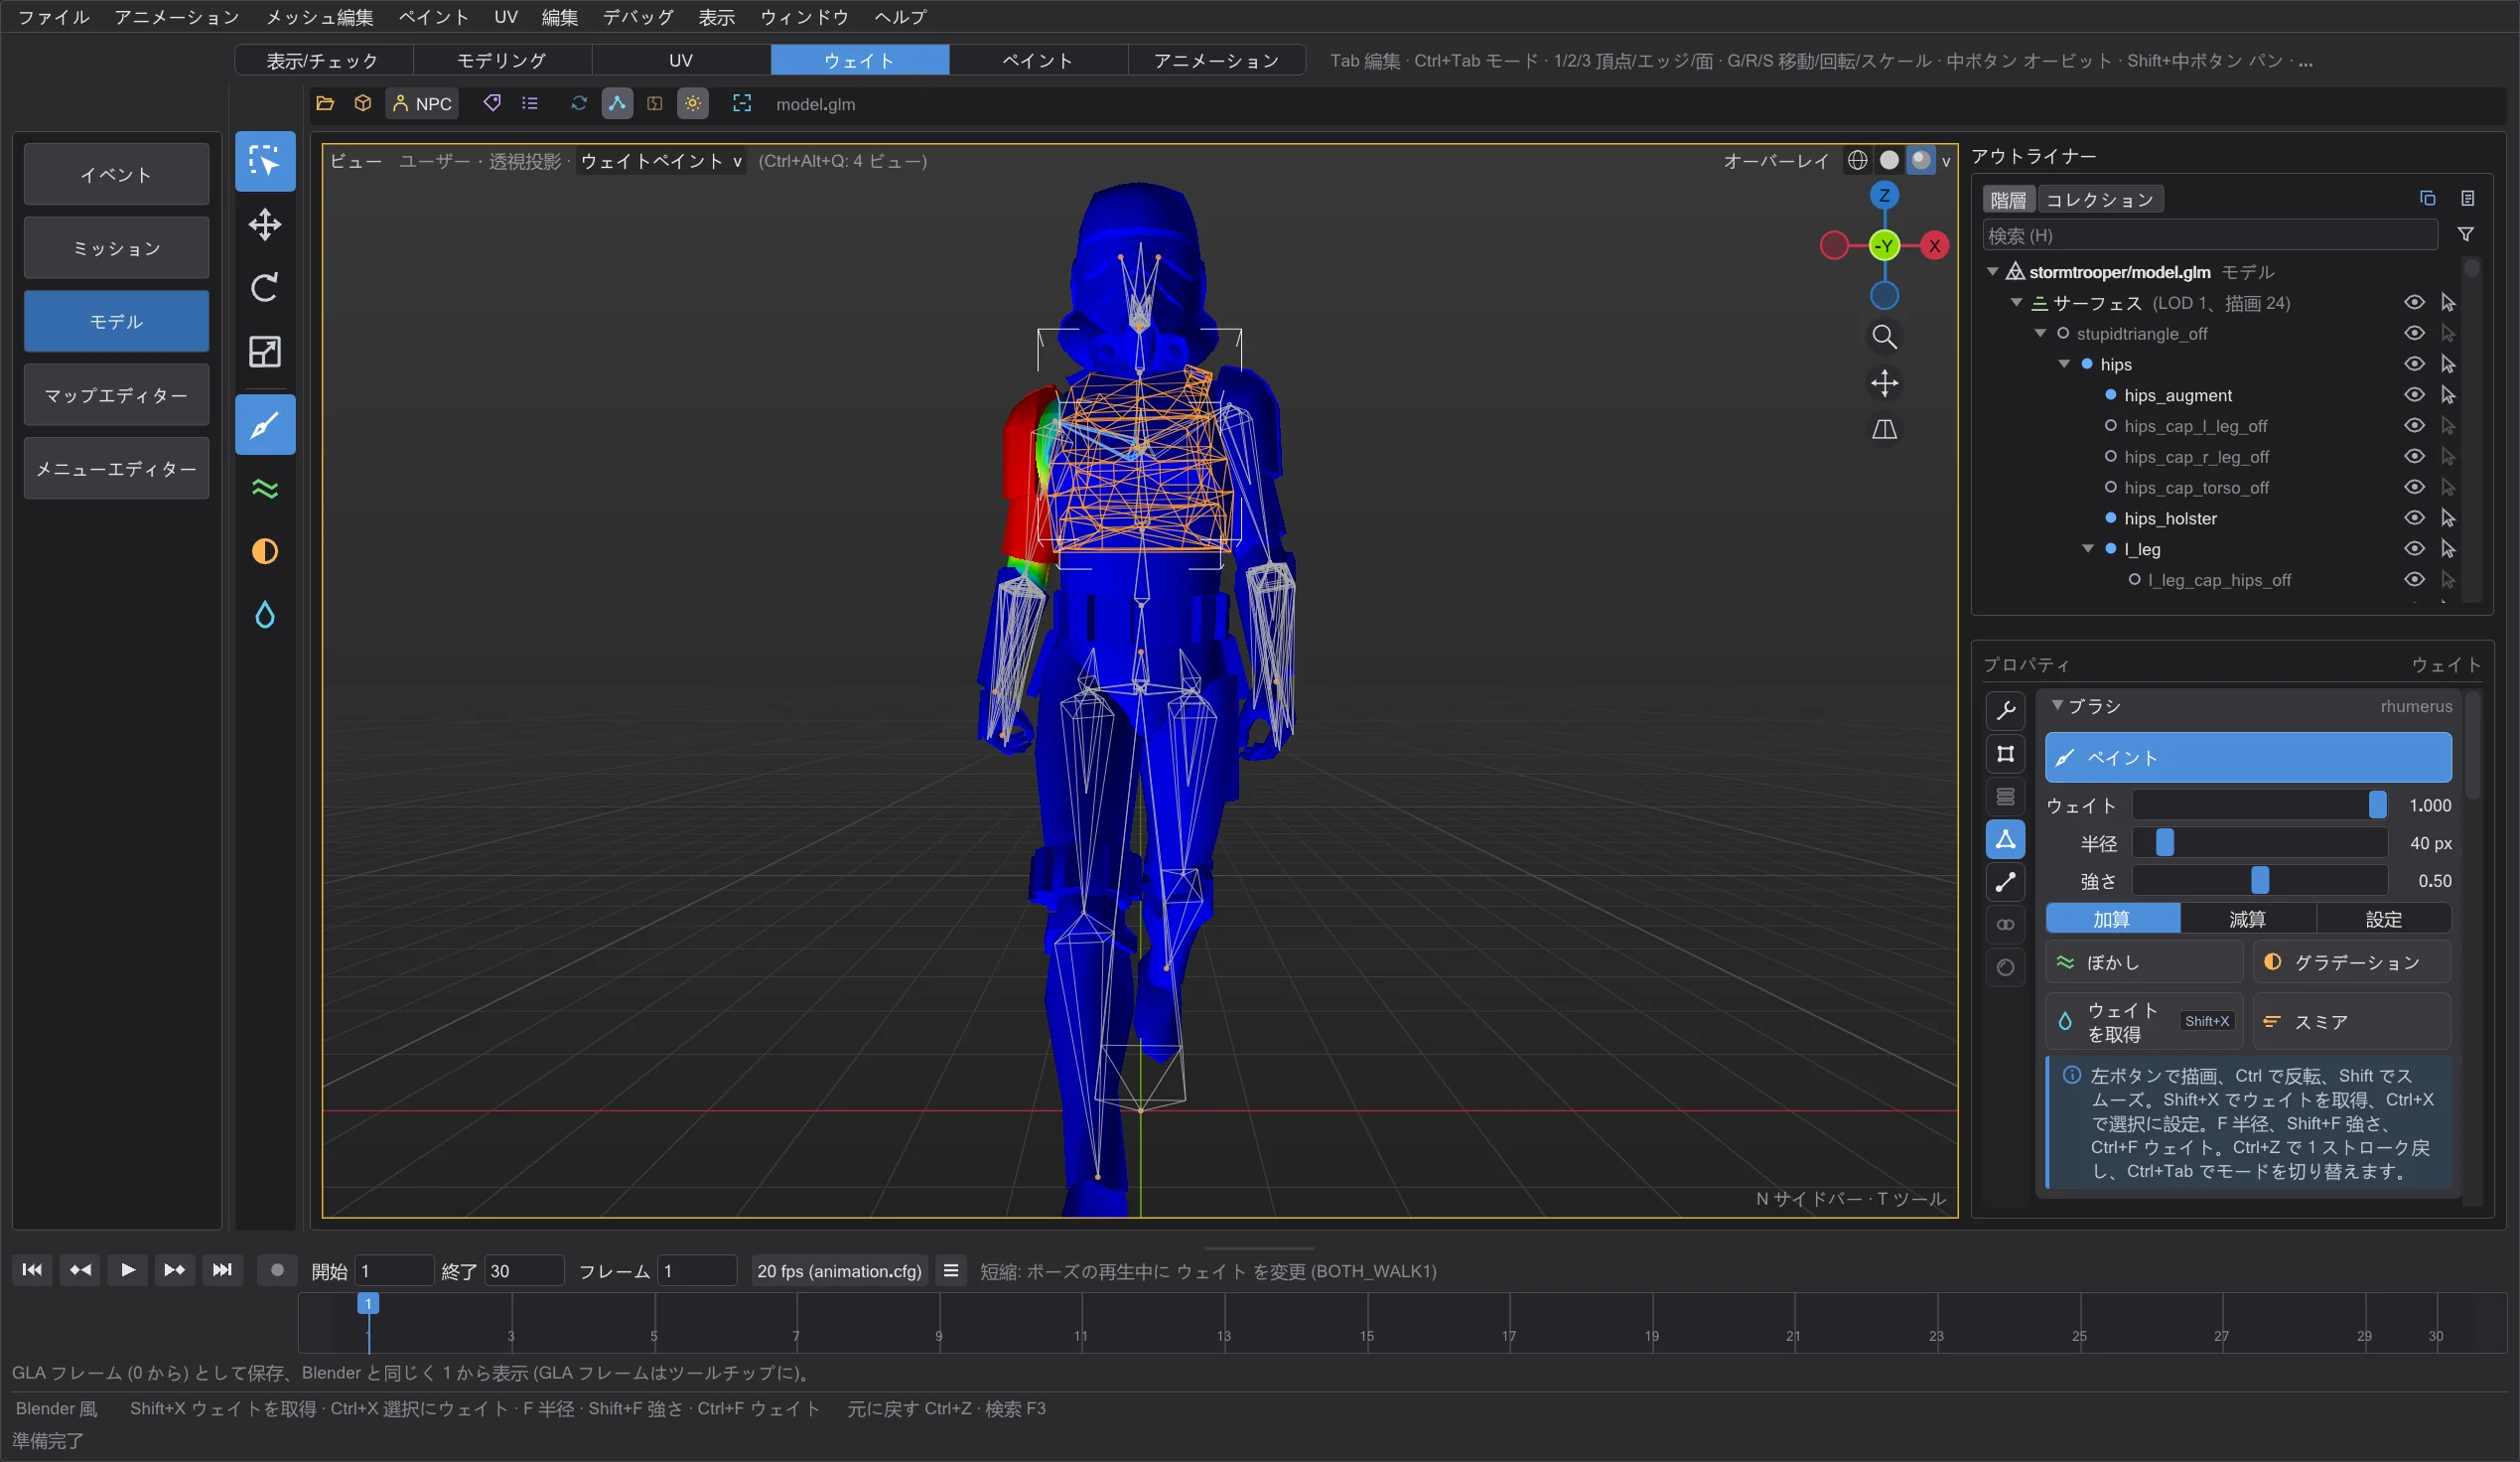 ファイル アニメーション メッシュ編集 ペイント UV 編集 デバッグ 表示 ウィンドウ ヘルプ
表示/チェック モデリング UV ウェイト ペイント アニメーション Tab 編集 · Ctrl+Tab モード · 1/2/3 頂点/エッジ/面 · G/R/S 移動/回転/スケール · 中ボタン オービット · Shift+中ボタン パン · ...
NPC model.glm
イベント
ミッション
モデル
マップエディター
メニューエディター
ビュー ユーザー · 透視投影 · ウェイトペイント v (Ctrl+Alt+Q: 4 ビュー)
オーバーレイ v
Z
-Y X
N サイドバー · T ツール
アウトライナー
階層 コレクション
検索 (H)
stormtrooper/model.glm モデル
サーフェス (LOD 1、描画 24)
stupidtriangle_off
hips
hips_augment
hips_cap_l_leg_off
hips_cap_r_leg_off
hips_cap_torso_off
hips_holster
l_leg
l_leg_cap_hips_off
プロパティ ウェイト
ブラシ rhumerus
ペイント
ウェイト 1.000
半径 40 px
強さ 0.50
加算 減算 設定
ぼかし グラデーション
ウェイト
を取得 Shift+X スミア
左ボタンで描画、Ctrl で反転、Shift でス
ムーズ。Shift+X でウェイトを取得、Ctrl+X
で選択に設定。F 半径、Shift+F 強さ、
Ctrl+F ウェイト。Ctrl+Z で 1 ストローク戻
し、Ctrl+Tab でモードを切り替えます。
開始 1 終了 30 フレーム 1 20 fps (animation.cfg) 短縮: ポーズの再生中に ウェイト を変更 (BOTH_WALK1)
1
1 3 5 7 9 11 13 15 17 19 21 23 25 27 29 30
GLA フレーム (0 から) として保存、Blender と同じく 1 から表示 (GLA フレームはツールチップに)。
Blender 風 Shift+X ウェイトを取得 · Ctrl+X 選択にウェイト · F 半径 · Shift+F 強さ · Ctrl+F ウェイト 元に戻す Ctrl+Z · 検索 F3
準備完了